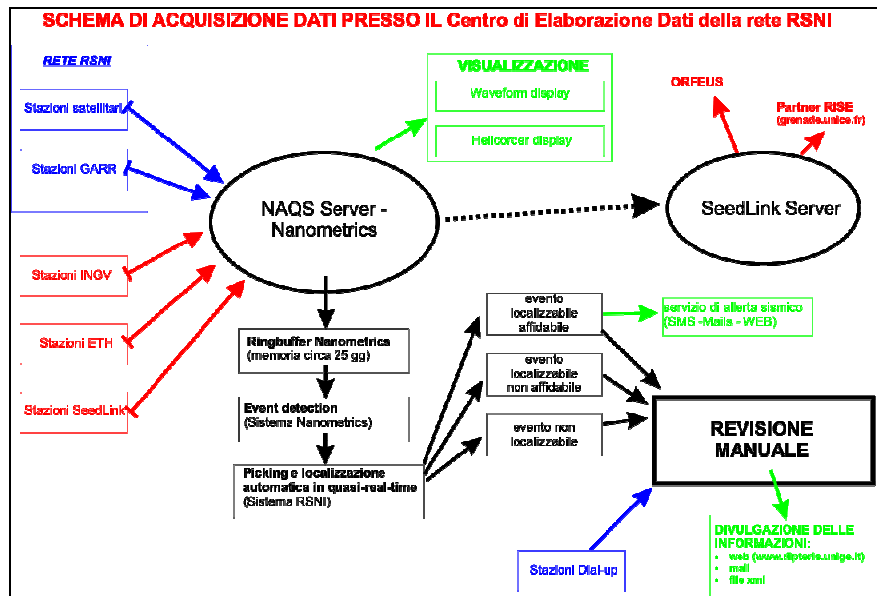 SCHEMA DI ACQUISIZIONE DATI PRESSO IL Centro di Elaborazione Dati della rete RSNI
RETE RSNI
Stazioni satellitari
Stazioni GARR
Stazioni INGV
Stazioni ETH
Stazioni SeedLink
VISUALIZZAZIONE
Waveform display
Helicorcer display
NAQS Server -
Nanometrics
ORFEUS
Partner RISE
(grenade.unice.fr)
SeedLink Server
Ringbuffer Nanometrics
(memoria circa 25 gg)
Event detection
(Sistema Nanometrics)
Picking e localizzazione
automatica in quasi-real-time
(Sistema RSNI)
evento
localizzabile
affidabile
evento
localizzabile
non affidabile
evento non
localizzabile
servizio di allerta sismico
(SMS -Mails - WEB)
REVISIONE
MANUALE
Stazioni Dial-up
DIVULGAZIONE DELLE
INFORMAZIONI:
• web
• mail
• file xml